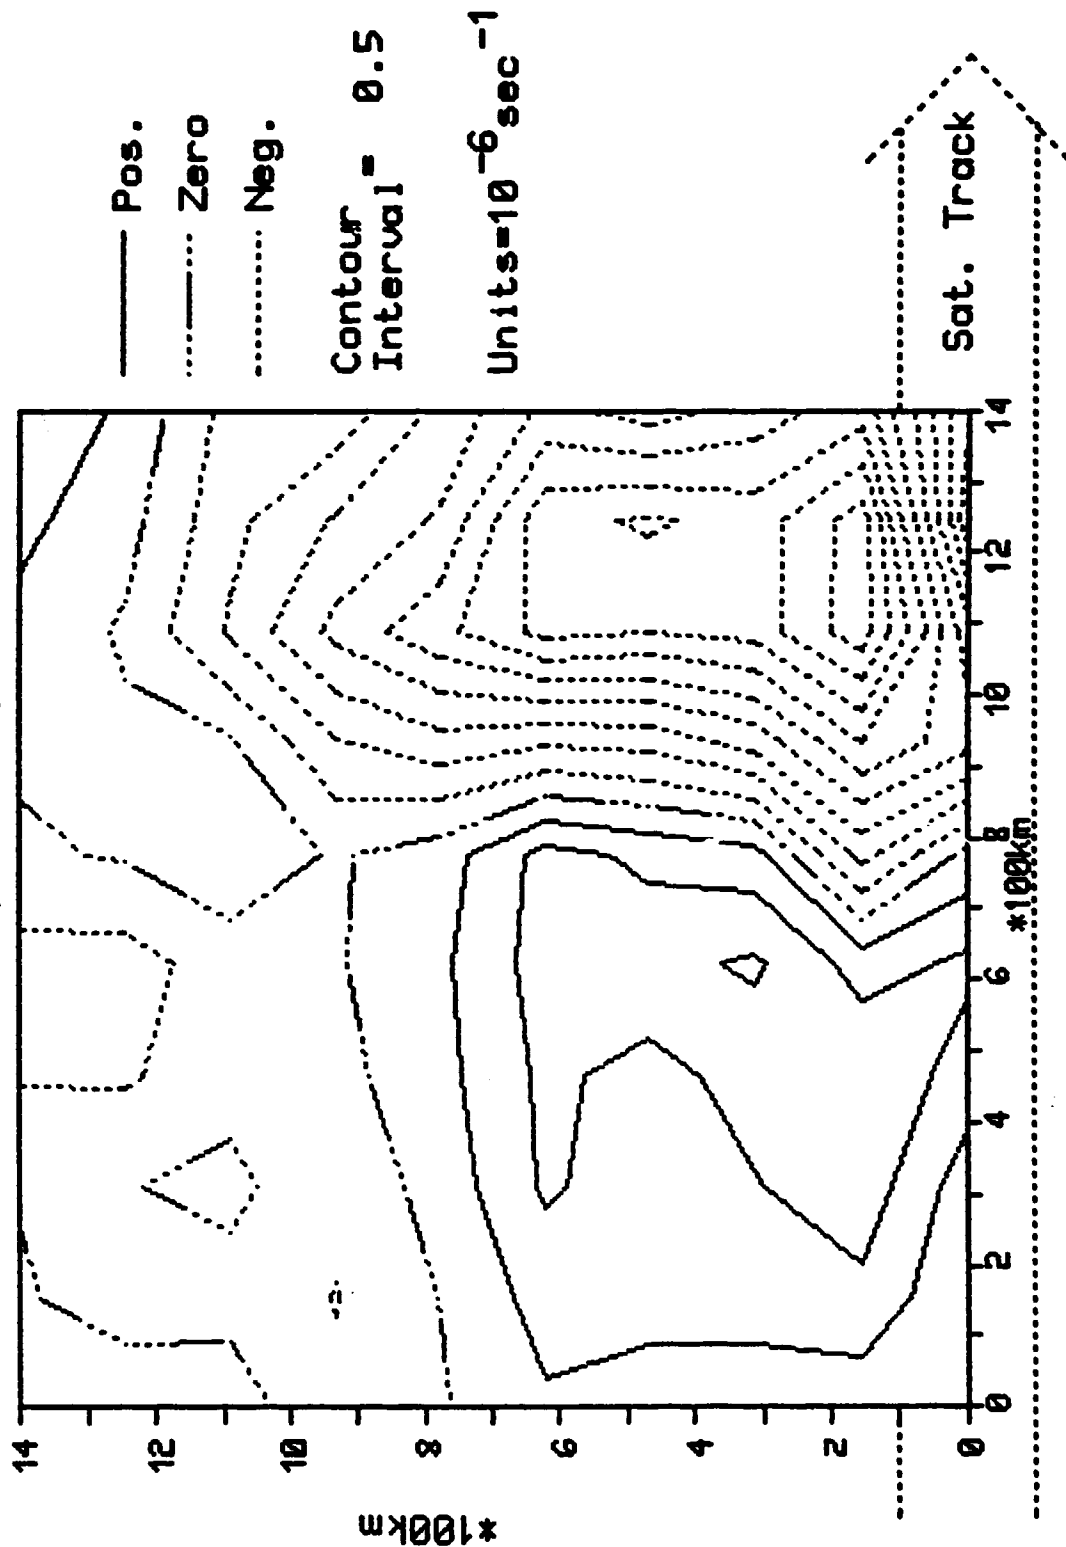 Pos.
Zero
Neg.
Contour
Interval = 0.5
Units=10⁻⁶sec⁻¹
14
12
10
8
6
4
2
0
*100km
0
2
4
6
8
10
12
14
*100km
Sat. Track